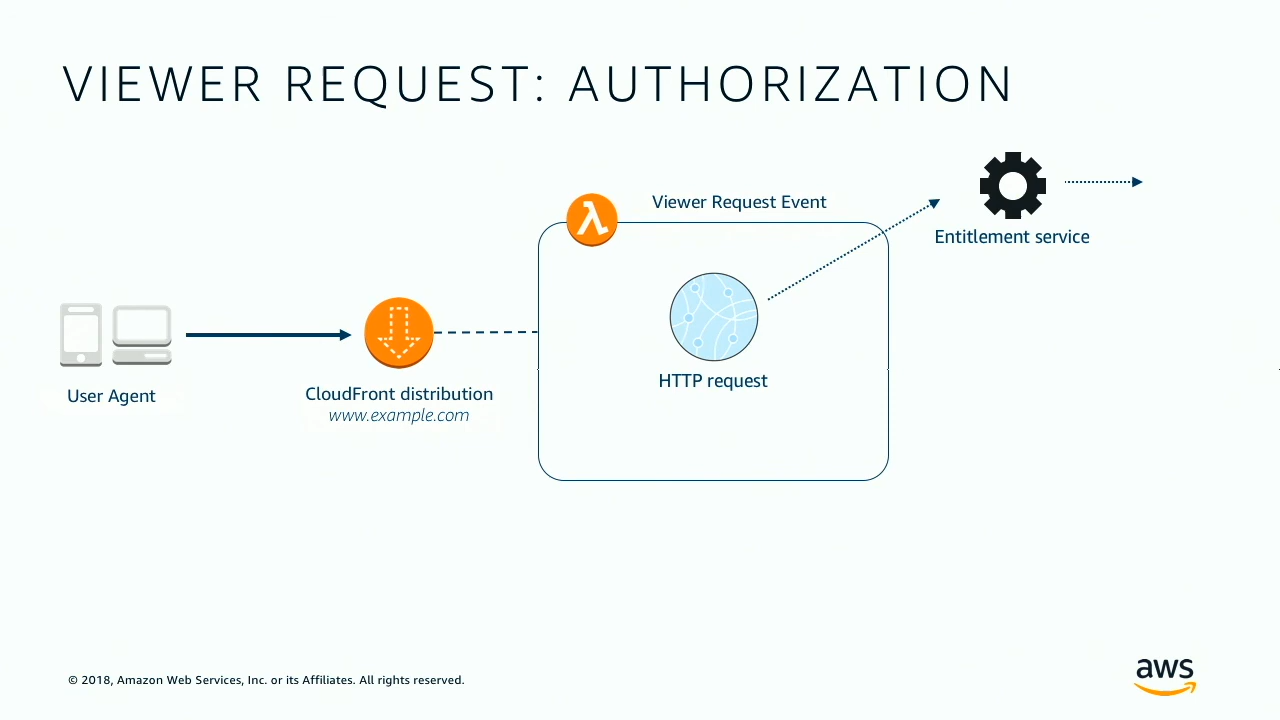 VIEWER REQUEST: AUTHORIZATION
Viewer Request Event
Entitlement service
HTTP request
User Agent
CloudFront distribution
www.example.com
© 2018, Amazon Web Services, Inc. or its Affiliates. All rights reserved.
aws